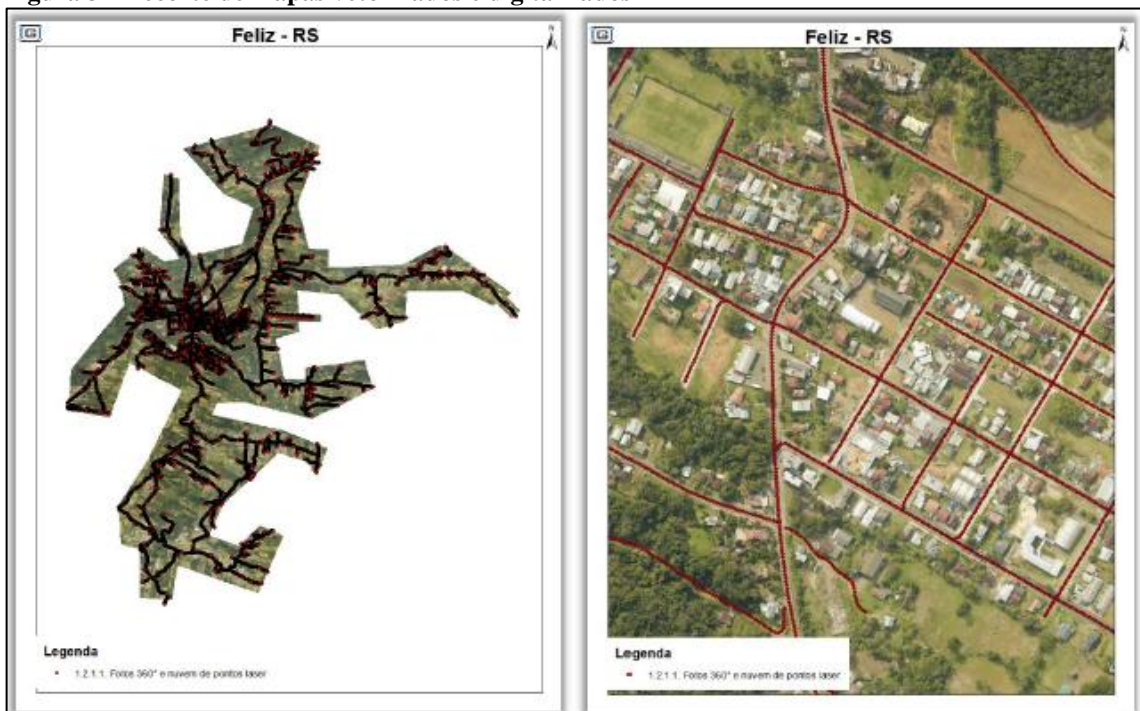 Feliz - RS
N
Legenda
1.2.1.1. Fotos 360° e nuvem de pontos laser
Feliz - RS
N
Legenda
1.2.1.1. Fotos 360° e nuvem de pontos laser